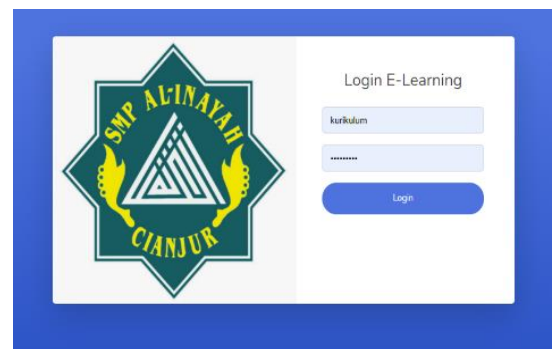 SMP AL-INAYAH
CIANJUR
Login E-Learning
kurikulum
.........
Login